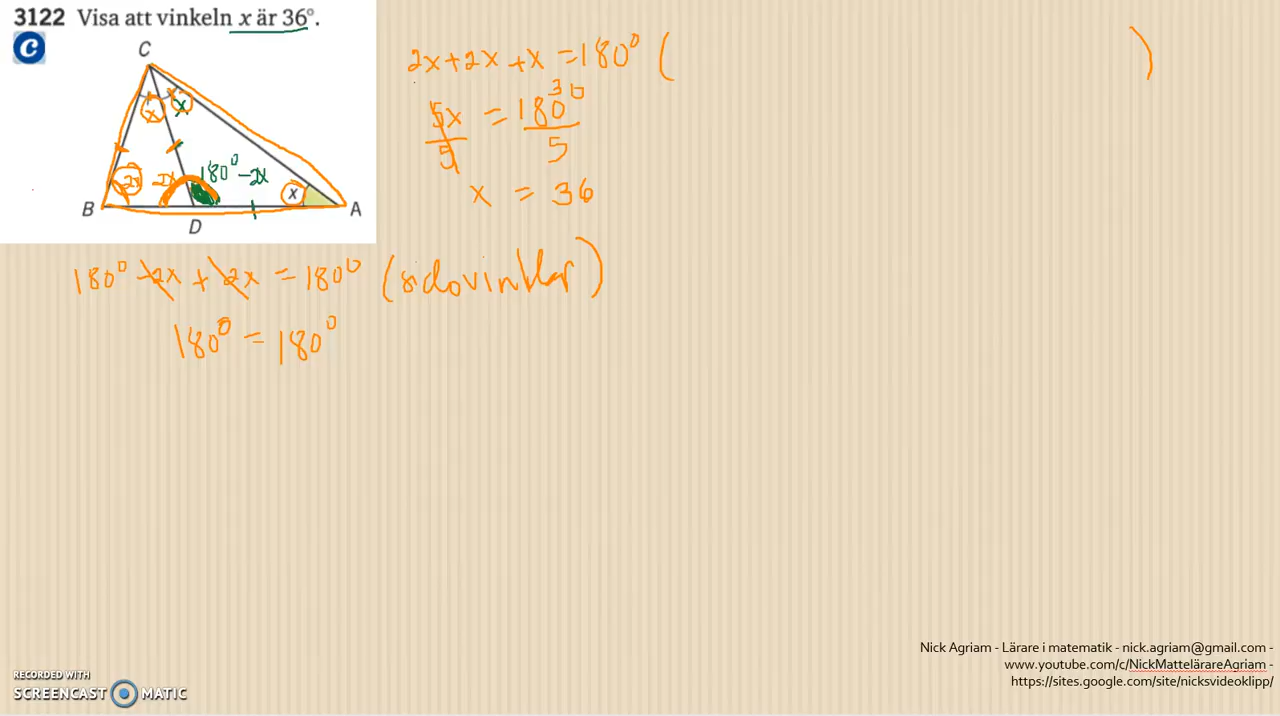 3122 Visa att vinkeln x är 36°.
C
C
x x
x
2x 2x 180° - 2x x
B D A
2x + 2x + x = 180° ( )
5x/5 = 180°/5
x = 36
180° - 2x + 2x = 180° (sidovinklar)
180° = 180°
Nick Agriam - Lärare i matematik - nick.agriam@gmail.com -
www.youtube.com/c/NickMattelärareAgriam -
https://sites.google.com/site/nicksvideoklipp/
RECORDED WITH
SCREENCAST MATIC